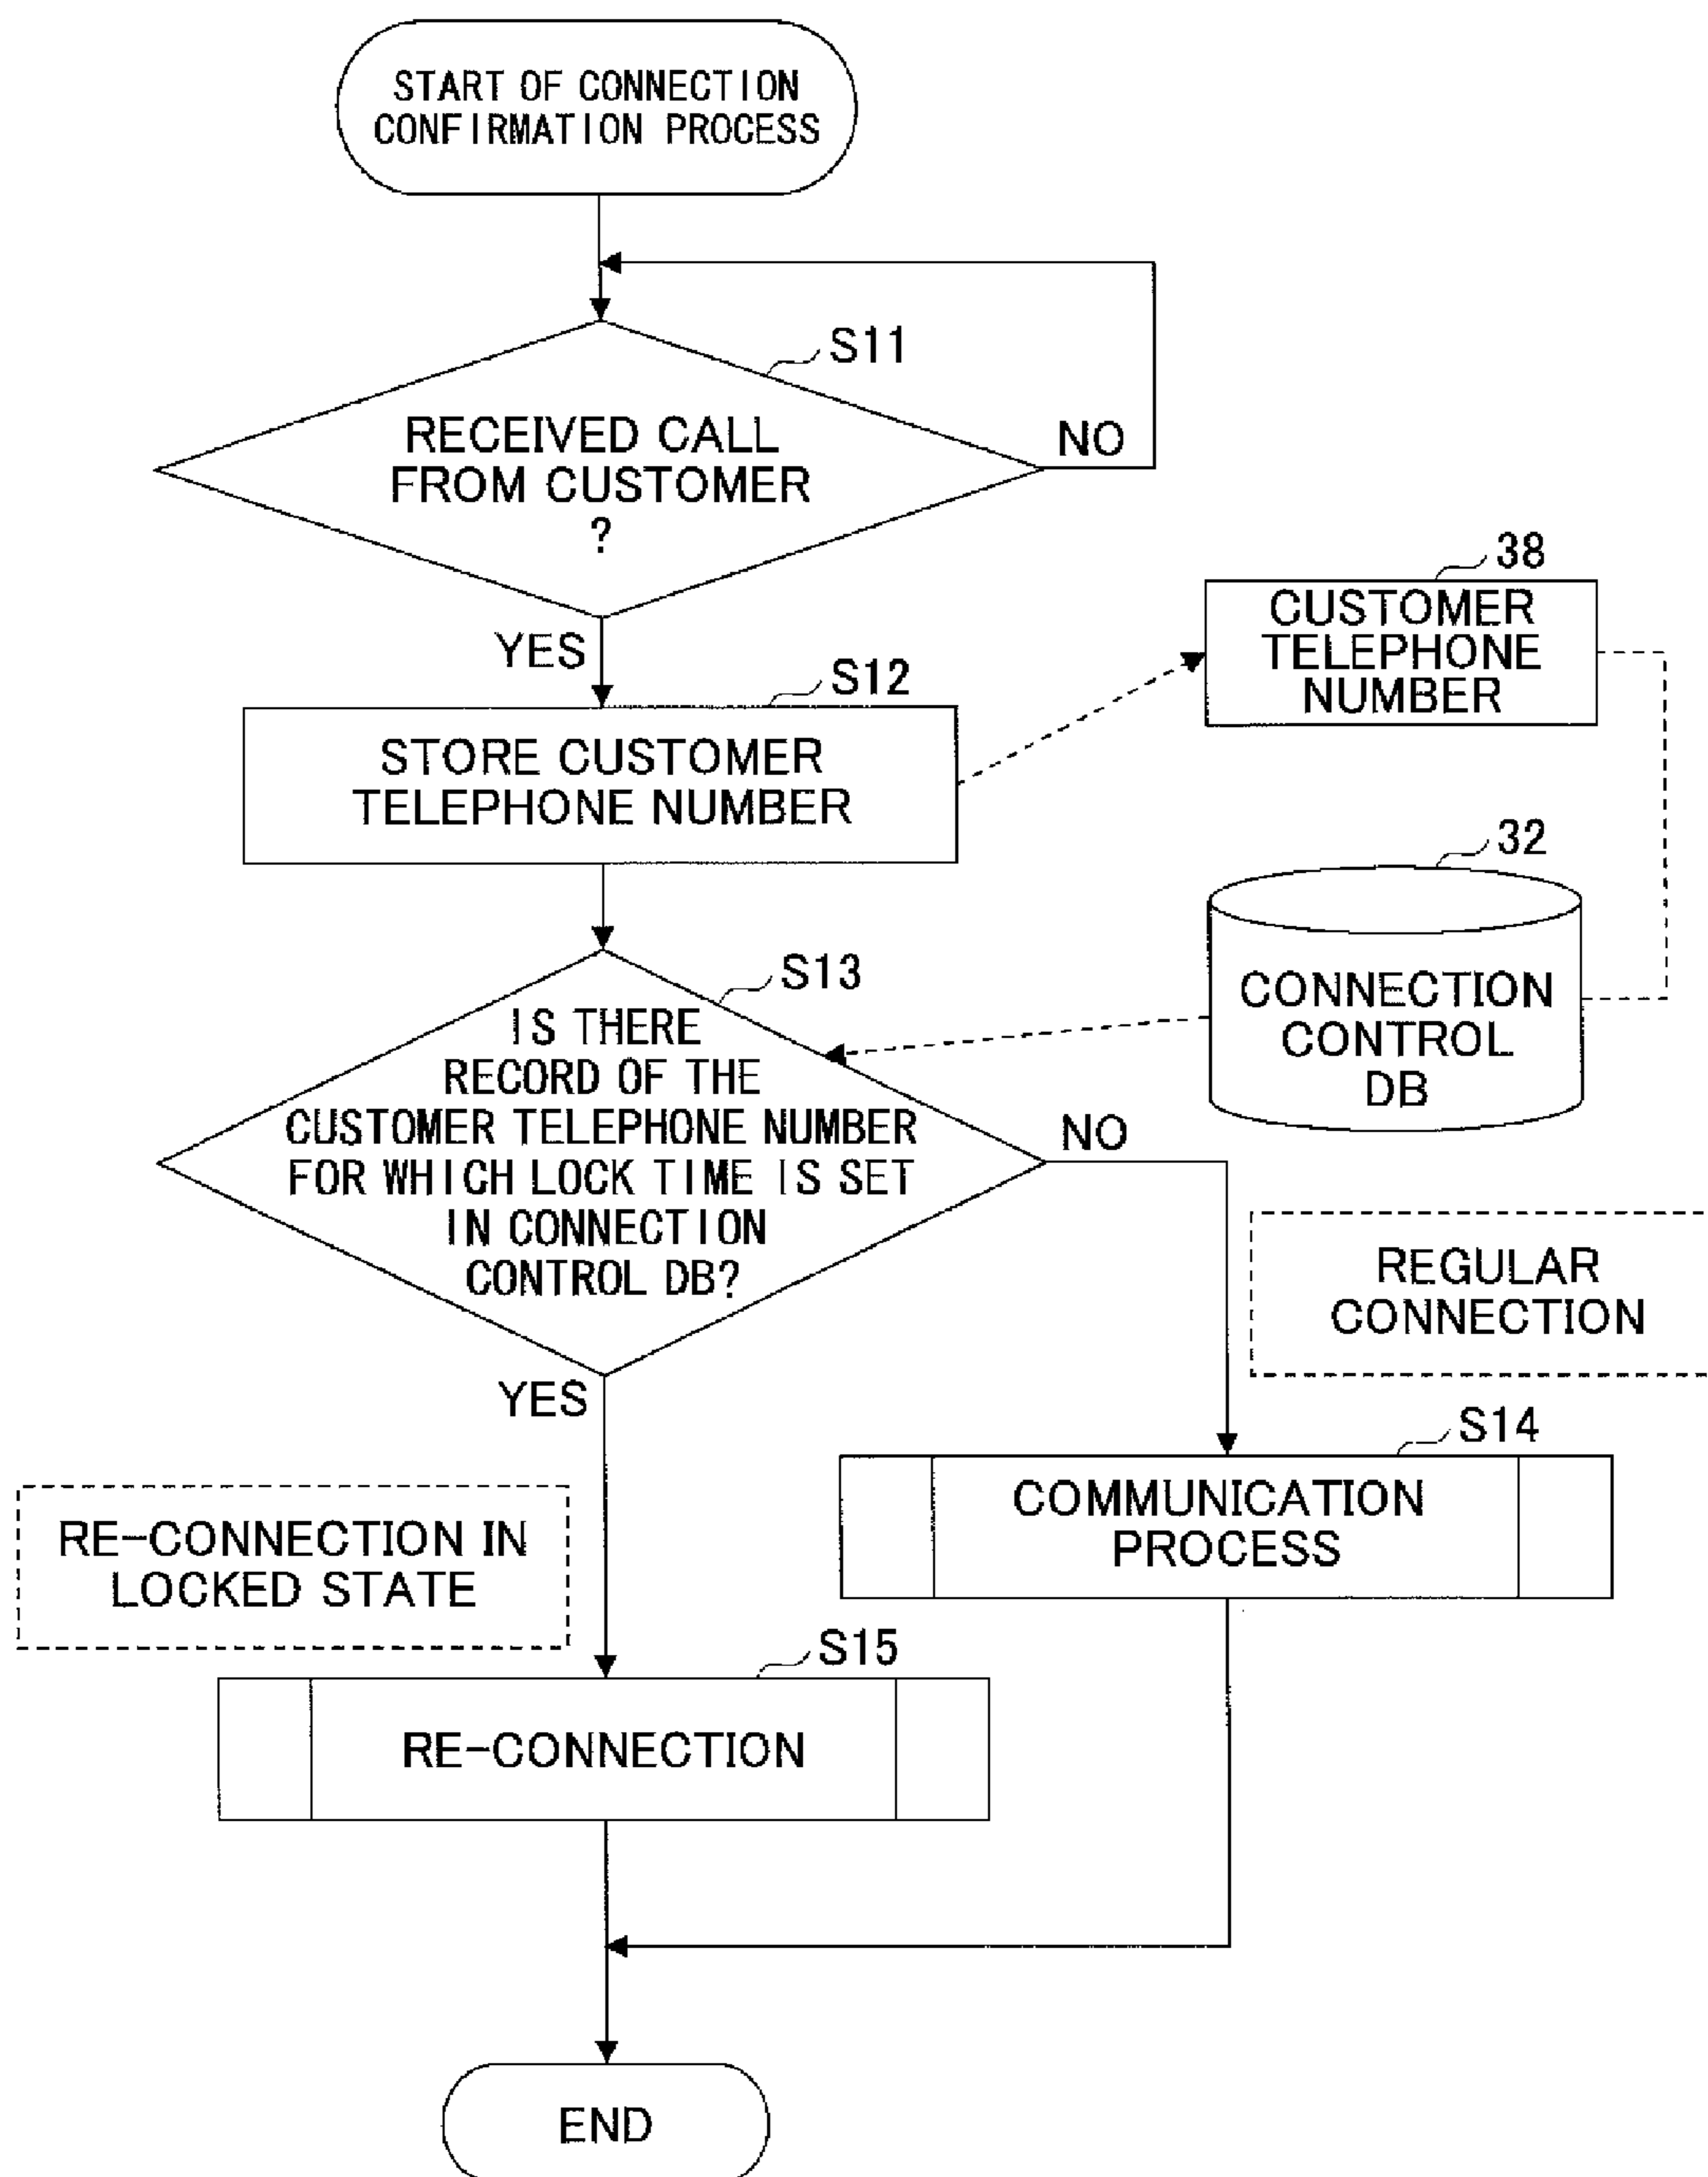 START OF CONNECTION
CONFIRMATION PROCESS
S11
RECEIVED CALL
FROM CUSTOMER
?
NO
YES
38
CUSTOMER
TELEPHONE
NUMBER
S12
STORE CUSTOMER
TELEPHONE NUMBER
32
CONNECTION
CONTROL
DB
S13
IS THERE
RECORD OF THE
CUSTOMER TELEPHONE NUMBER
FOR WHICH LOCK TIME IS SET
IN CONNECTION
CONTROL DB?
NO
YES
REGULAR
CONNECTION
S14
COMMUNICATION
PROCESS
RE-CONNECTION IN
LOCKED STATE
S15
RE-CONNECTION
END